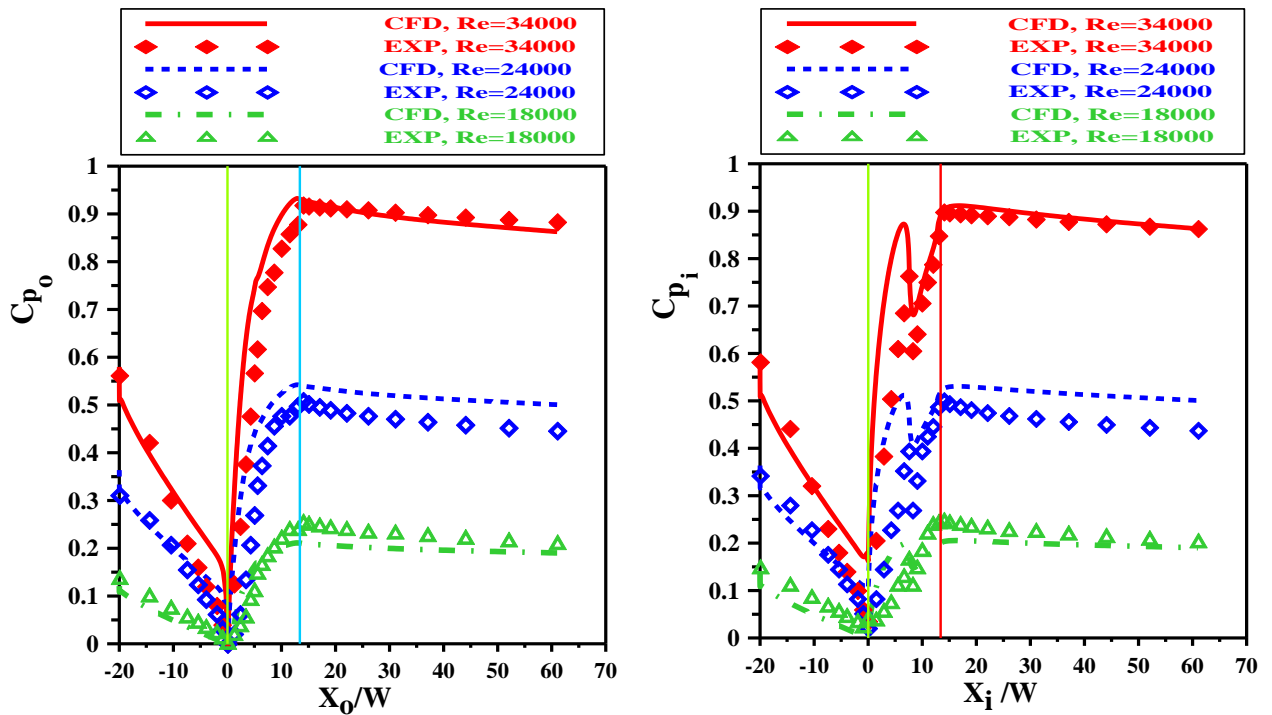 CFD, Re=34000
EXP, Re=34000
CFD, Re=24000
EXP, Re=24000
CFD, Re=18000
EXP, Re=18000
1
0.9
0.8
0.7
0.6
0.5
0.4
0.3
0.2
0.1
0
-20
-10
0
10
20
30
40
50
60
70
Cpo
Xo/W
CFD, Re=34000
EXP, Re=34000
CFD, Re=24000
EXP, Re=24000
CFD, Re=18000
EXP, Re=18000
1
0.9
0.8
0.7
0.6
0.5
0.4
0.3
0.2
0.1
0
-20
-10
0
10
20
30
40
50
60
70
Cpi
Xi/W